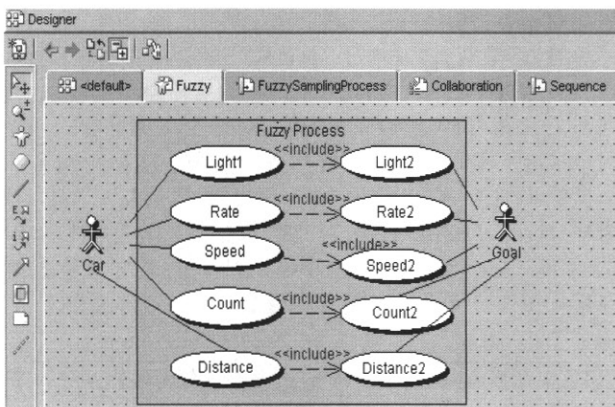 Designer
<default>
Fuzzy
FuzzySamplingProcess
Collaboration
Sequence
Fuzzy Process
<<include>>
Light1
Light2
<<include>>
Rate
Rate2
<<include>>
Speed
Speed2
Car
Goal
<<include>>
Count
Count2
<<include>>
Distance
Distance2